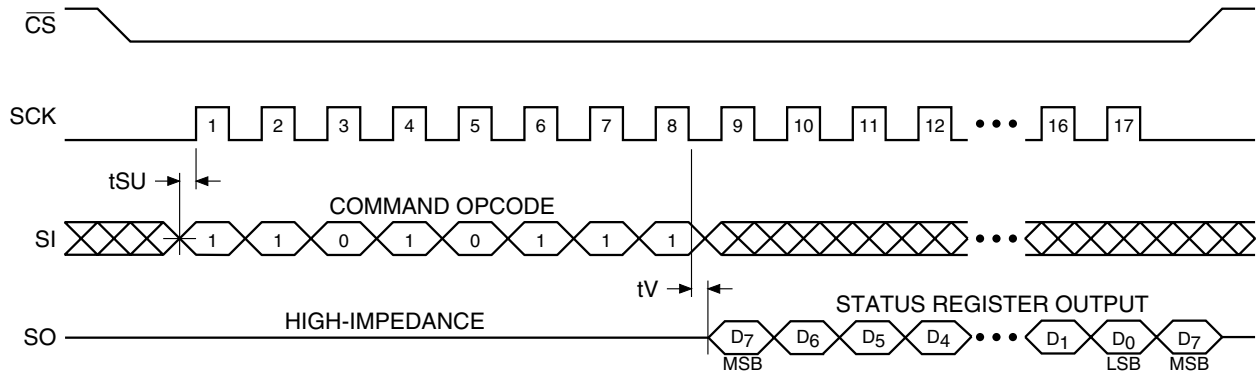 CS
SCK 1 2 3 4 5 6 7 8 9 10 11 12 ••• 16 17
tSU
COMMAND OPCODE
SI 1 1 0 1 0 1 1 1 •••
tV
HIGH-IMPEDANCE
STATUS REGISTER OUTPUT
SO D7 D6 D5 D4 ••• D1 D0 D7
MSB LSB MSB